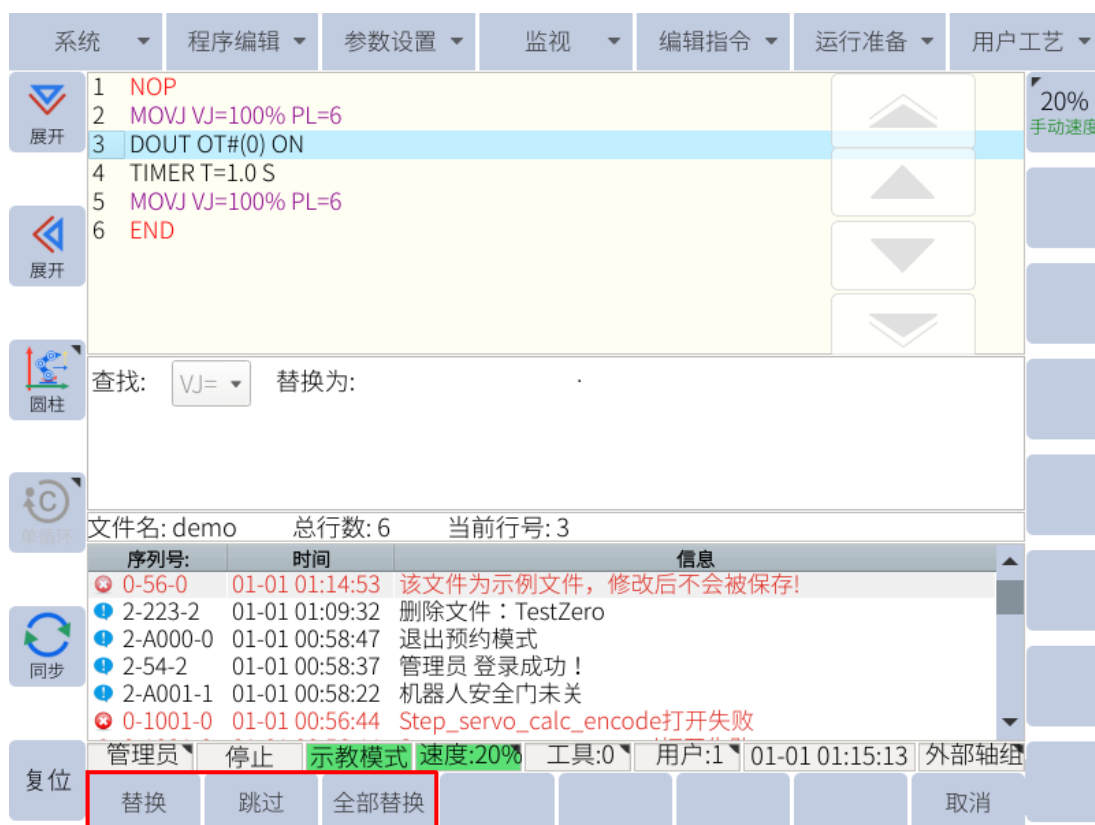 系统 程序编辑 参数设置 监视 编辑指令 运行准备 用户工艺
展开
1 NOP
2 MOVJ VJ=100% PL=6
3 DOUT OT#(0) ON
4 TIMER T=1.0 S
5 MOVJ VJ=100% PL=6
6 END
20%
手动速度
展开
圆柱
查找: VJ= 替换为:
单循环
文件名: demo 总行数: 6 当前行号: 3
序列号: 时间 信息
0-56-0 01-01 01:14:53 该文件为示例文件，修改后不会被保存!
2-223-2 01-01 01:09:32 删除文件：TestZero
2-A000-0 01-01 00:58:47 退出预约模式
2-54-2 01-01 00:58:37 管理员 登录成功！
2-A001-1 01-01 00:58:22 机器人安全门未关
0-1001-0 01-01 00:56:44 Step_servo_calc_encode打开失败
同步
管理员 停止 示教模式 速度:20% 工具:0 用户:1 01-01 01:15:13 外部轴组
复位
替换 跳过 全部替换 取消